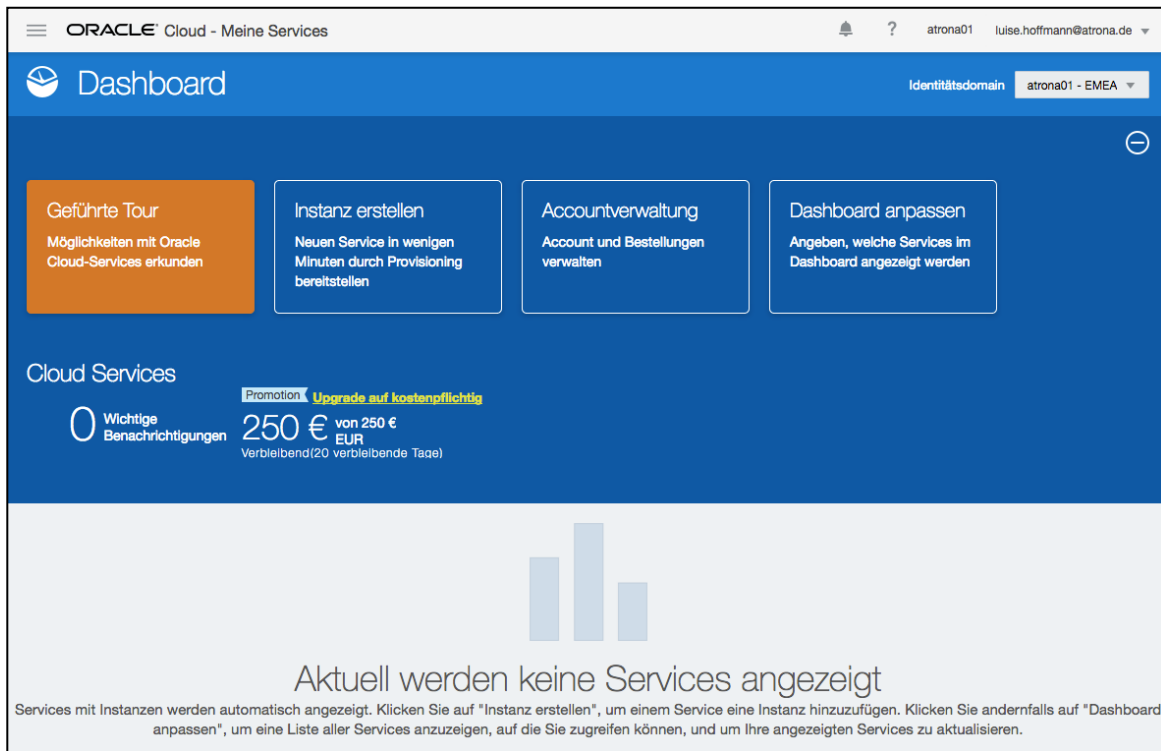 ORACLE® Cloud - Meine Services
? atrona01 luise.hoffmann@atrona.de
Dashboard
Identitätsdomain atrona01 - EMEA
Geführte Tour
Möglichkeiten mit Oracle
Cloud-Services erkunden
Instanz erstellen
Neuen Service in wenigen
Minuten durch Provisioning
bereitstellen
Accountverwaltung
Account und Bestellungen
verwalten
Dashboard anpassen
Angeben, welche Services im
Dashboard angezeigt werden
Cloud Services
0 Wichtige
Benachrichtigungen
Promotion Upgrade auf kostenpflichtig
250 € von 250 €
EUR
Verbleibend(20 verbleibende Tage)
Aktuell werden keine Services angezeigt
Services mit Instanzen werden automatisch angezeigt. Klicken Sie auf "Instanz erstellen", um einem Service eine Instanz hinzuzufügen. Klicken Sie andernfalls auf "Dashboard
anpassen", um eine Liste aller Services anzuzeigen, auf die Sie zugreifen können, und um Ihre angezeigten Services zu aktualisieren.